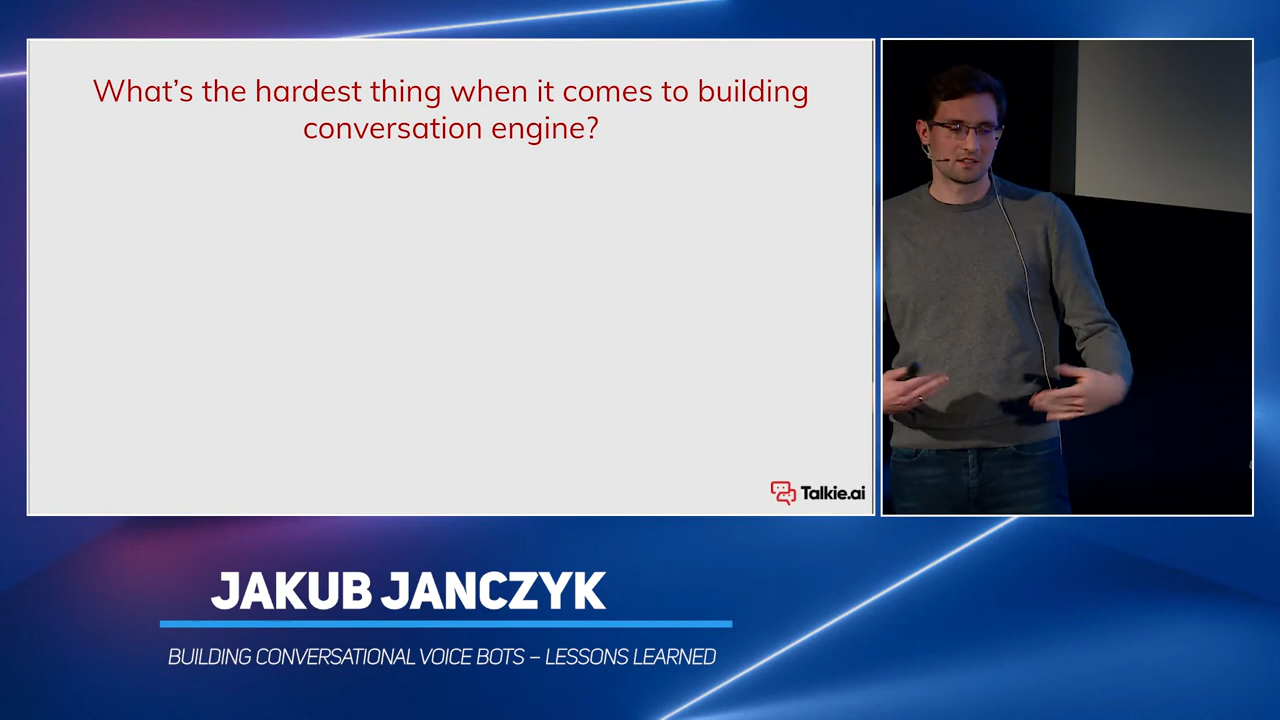 What's the hardest thing when it comes to building
conversation engine?
Talkie.ai
JAKUB JANCZYK
BUILDING CONVERSATIONAL VOICE BOTS – LESSONS LEARNED